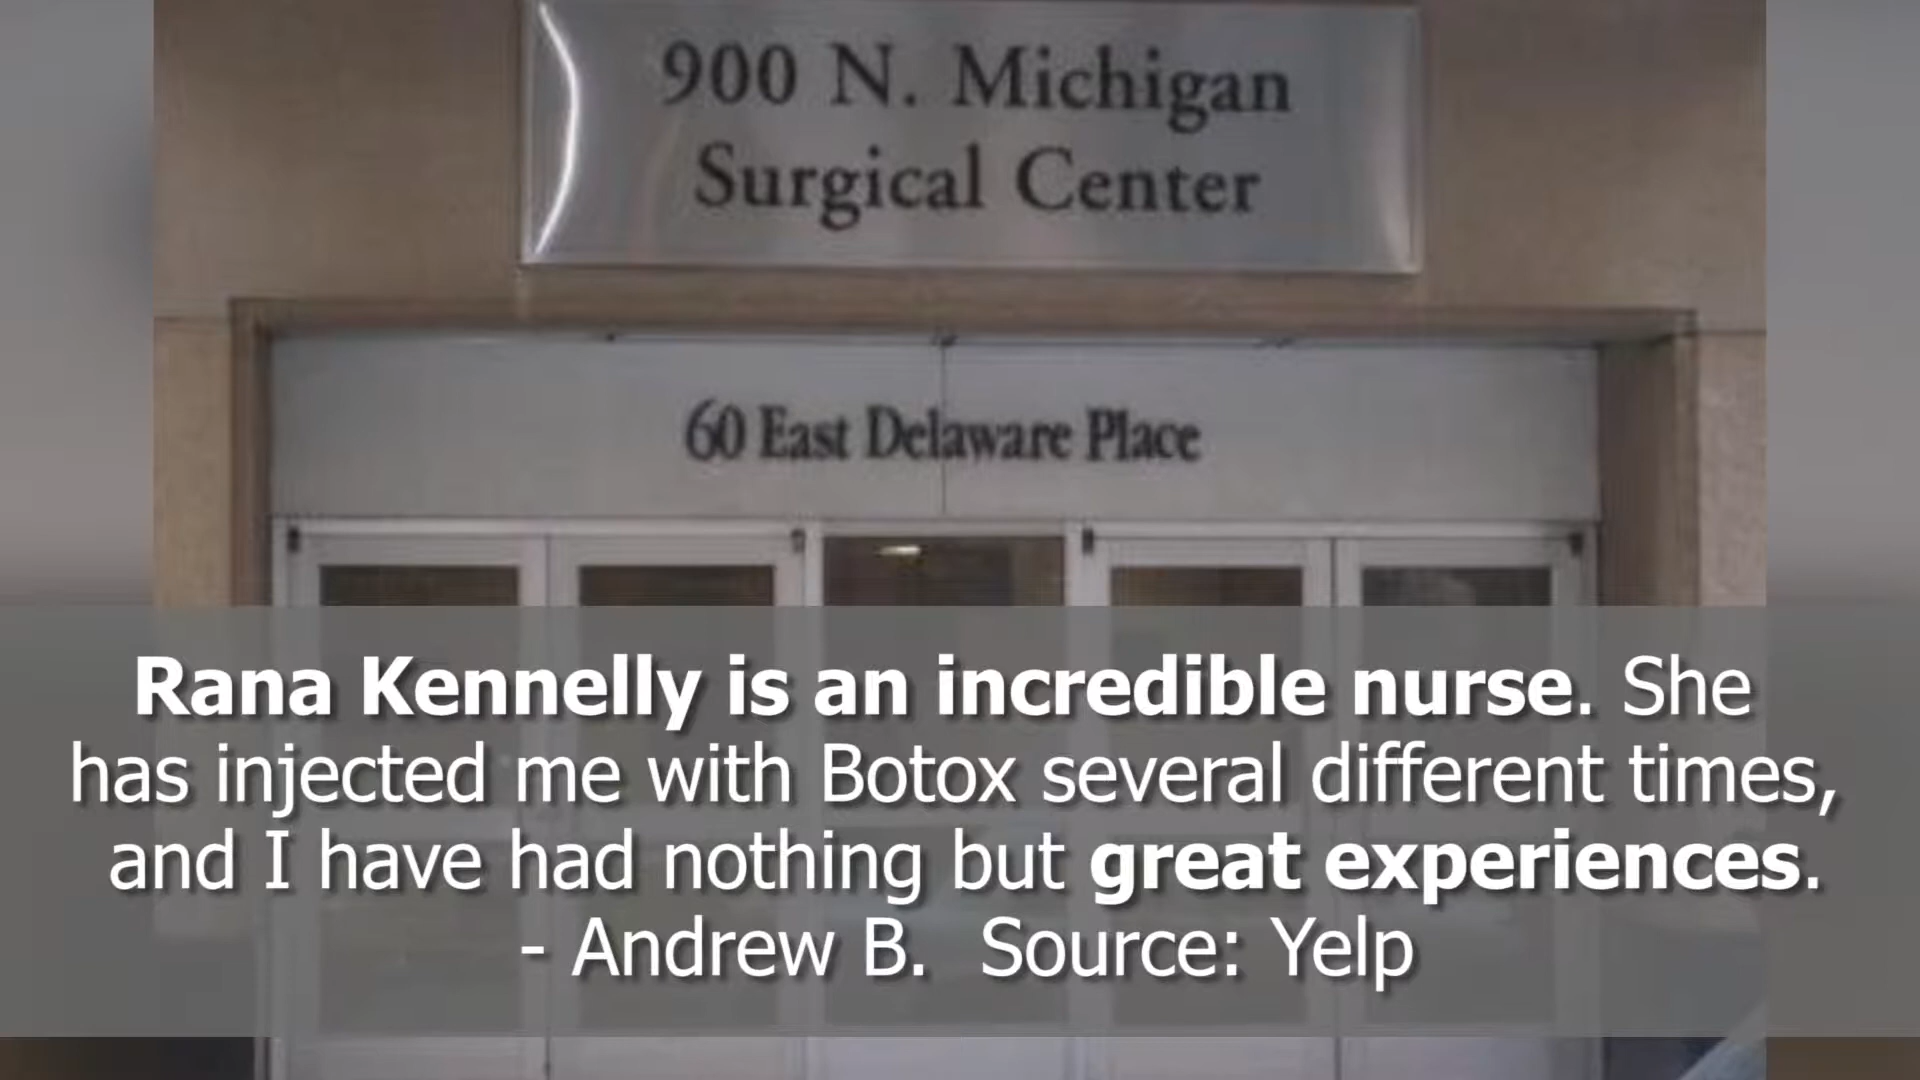 900 N. Michigan
Surgical Center
60 East Delaware Place
Rana Kennelly is an incredible nurse. She
has injected me with Botox several different times,
and I have had nothing but great experiences.
- Andrew B.  Source: Yelp